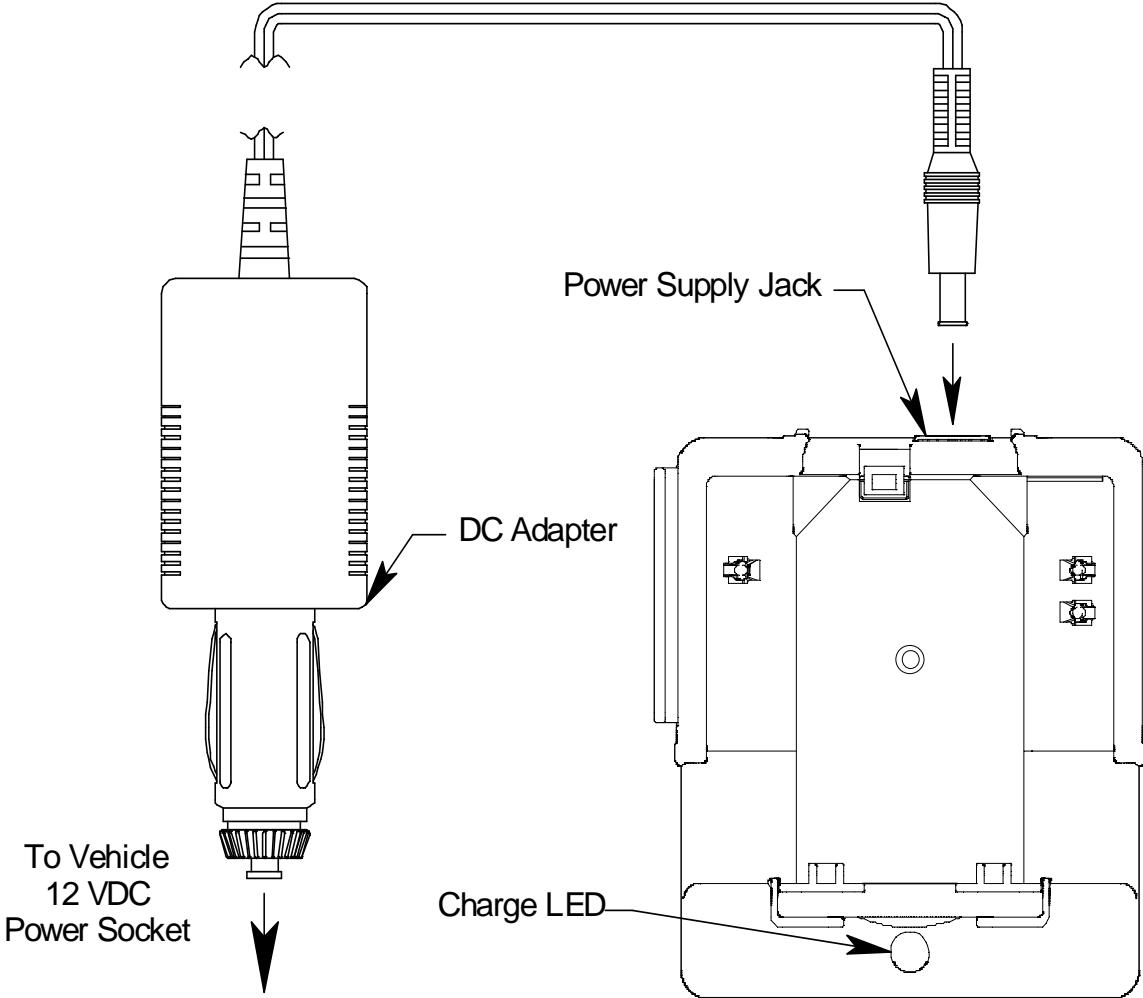 Power Supply Jack
DC Adapter
To Vehicle
12 VDC
Power Socket
Charge LED